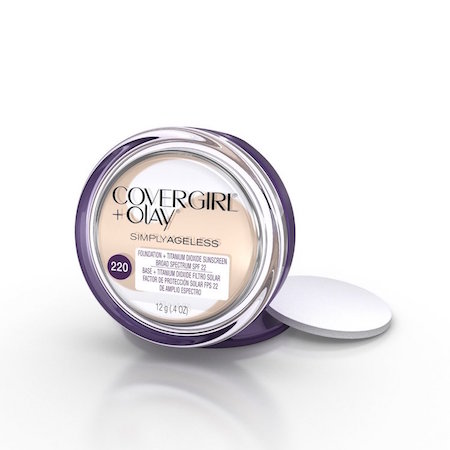 COVERGIRL®
+OlAY®
SIMPLYAGELESS™
220
FOUNDATION + TITANIUM DIOXIDE SUNSCREEN
BROAD SPECTRUM SPF 22
BASE + TITANIUM DIOXIDE FILTRO SOLAR
FACTOR DE PROTECCIÓN SOLAR FPS 22
DE AMPLIO ESPECTRO
12 g (.4 OZ)